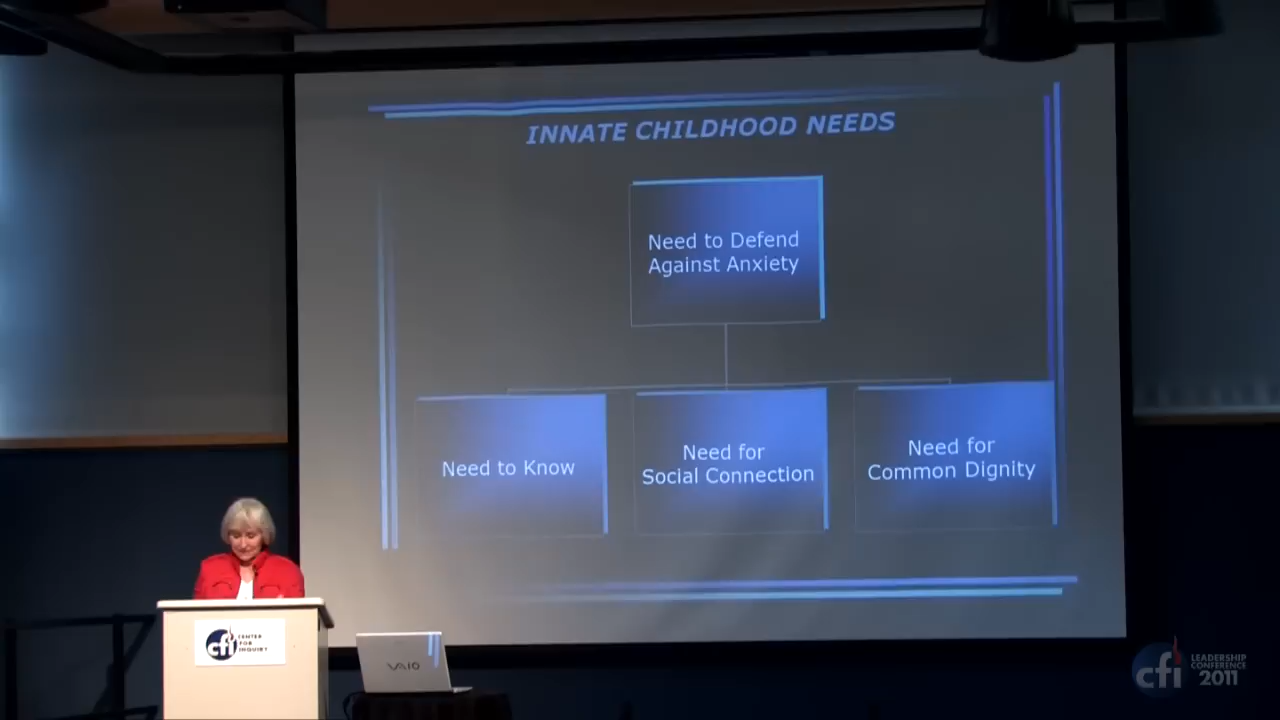 INNATE CHILDHOOD NEEDS
Need to Defend
Against Anxiety
Need to Know
Need for
Social Connection
Need for
Common Dignity
cfi
CENTER
FOR
INQUIRY
VAIO
cfi
LEADERSHIP
CONFERENCE
2011